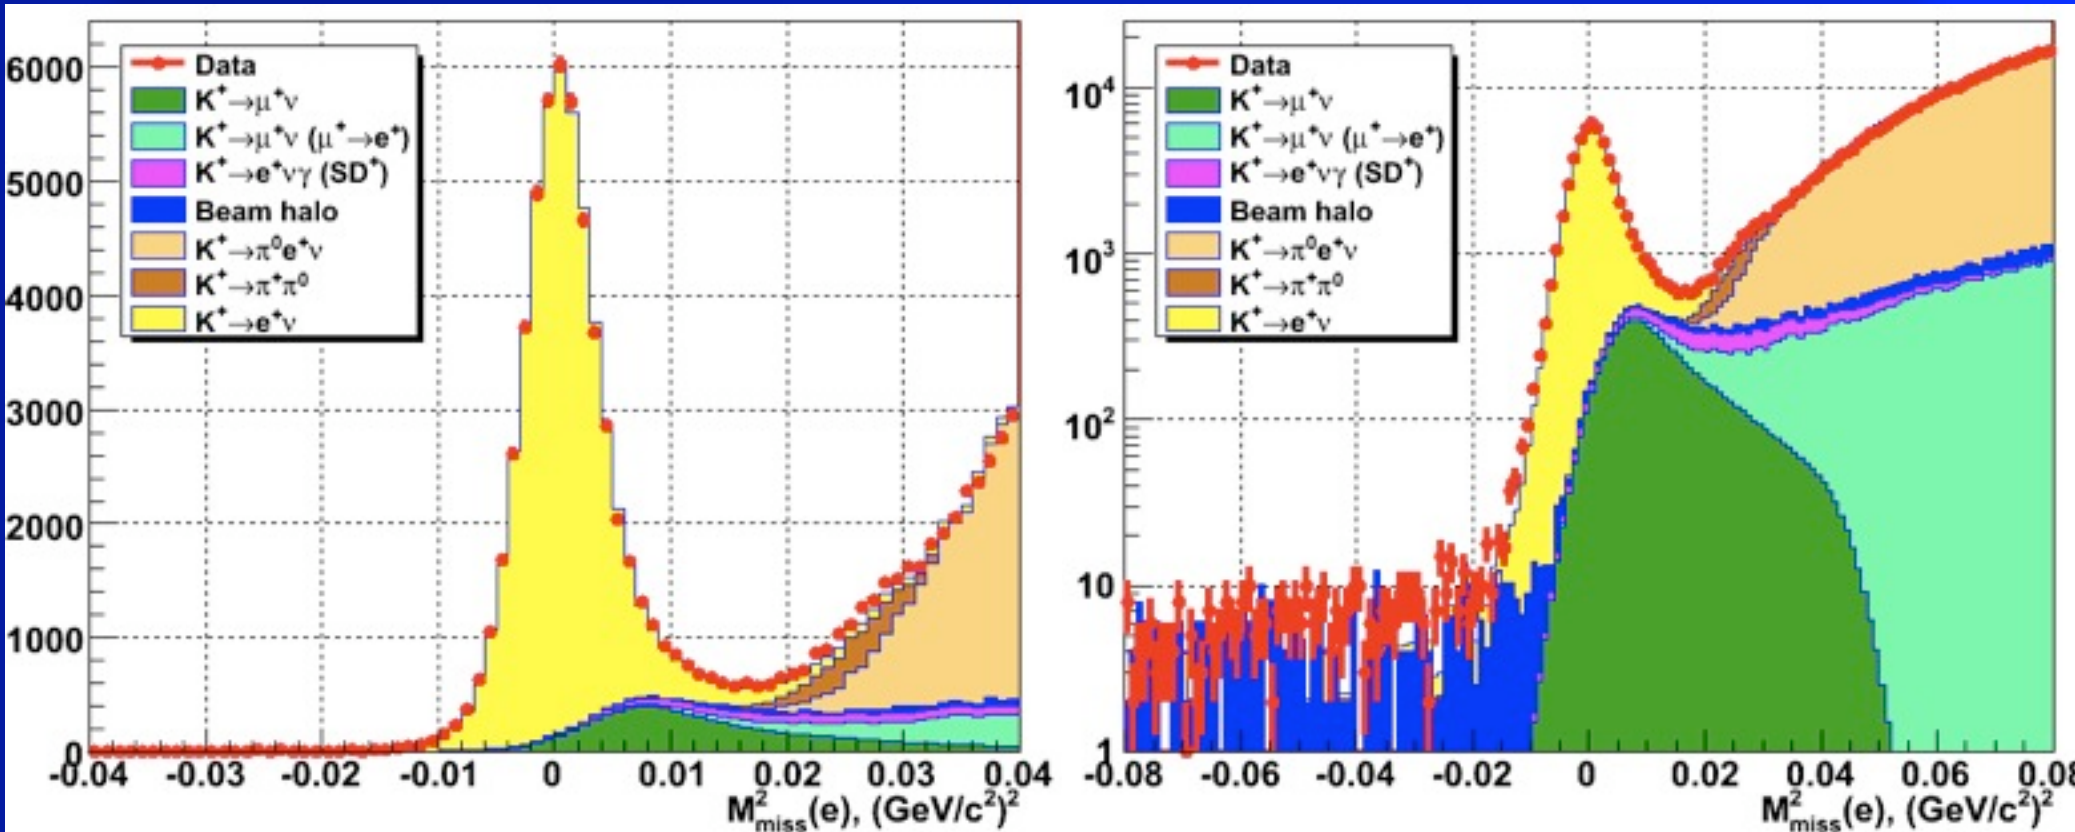 6000
5000
4000
3000
2000
1000
0
Data
K⁺→μ⁺ν
K⁺→μ⁺ν (μ⁺→e⁺)
K⁺→e⁺νγ (SD⁺)
Beam halo
K⁺→π⁰e⁺ν
K⁺→π⁺π⁰
K⁺→e⁺ν
-0.04 -0.03 -0.02 -0.01 0 0.01 0.02 0.03 0.04
M²miss(e), (GeV/c²)²
10⁴
10³
10²
10
1
Data
K⁺→μ⁺ν
K⁺→μ⁺ν (μ⁺→e⁺)
K⁺→e⁺νγ (SD⁺)
Beam halo
K⁺→π⁰e⁺ν
K⁺→π⁺π⁰
K⁺→e⁺ν
-0.08 -0.06 -0.04 -0.02 0 0.02 0.04 0.06 0.08
M²miss(e), (GeV/c²)²